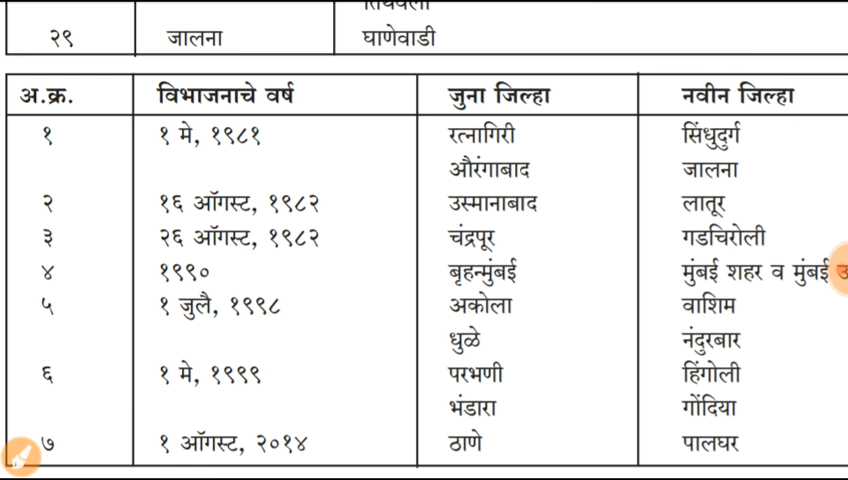 २९ जालना घाणेवाडी
अ.क्र. विभाजनाचे वर्ष जुना जिल्हा नवीन जिल्हा
१ १ मे, १९८१ रत्नागिरी सिंधुदुर्ग
औरंगाबाद जालना
२ १६ ऑगस्ट, १९८२ उस्मानाबाद लातूर
३ २६ ऑगस्ट, १९८२ चंद्रपूर गडचिरोली
४ १९९० बृहन्मुंबई मुंबई शहर व मुंबई
५ १ जुलै, १९९८ अकोला वाशिम
धुळे नंदुरबार
६ १ मे, १९९९ परभणी हिंगोली
भंडारा गोंदिया
७ १ ऑगस्ट, २०१४ ठाणे पालघर